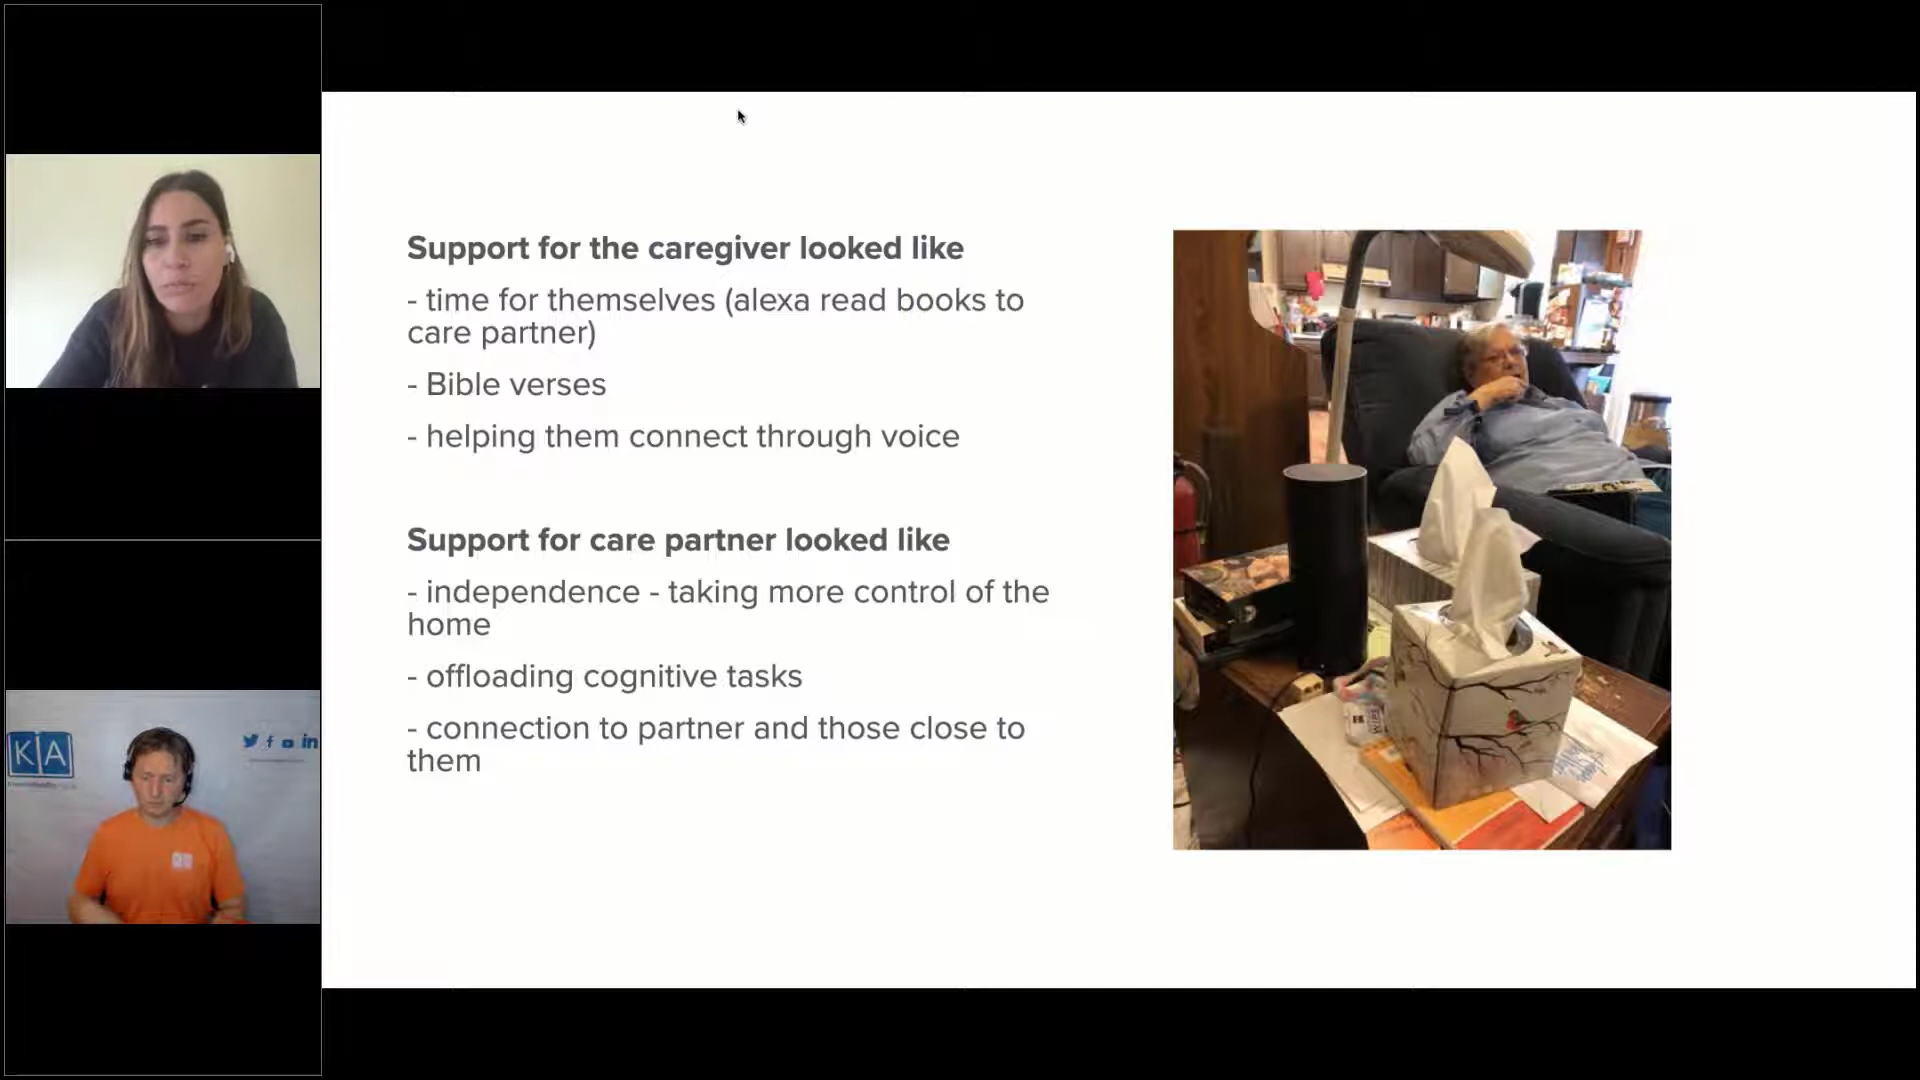 Support for the caregiver looked like
- time for themselves (alexa read books to
care partner)
- Bible verses
- helping them connect through voice
Support for care partner looked like
- independence - taking more control of the
home
- offloading cognitive tasks
- connection to partner and those close to
them
K A